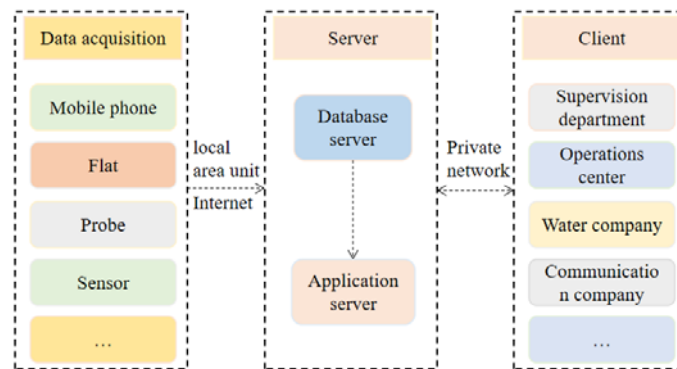 Data acquisition
Mobile phone
Flat
Probe
Sensor
…
local
area unit
Internet
Server
Database
server
Application
server
Private
network
Client
Supervision
department
Operations
center
Water company
Communicatio
n company
…